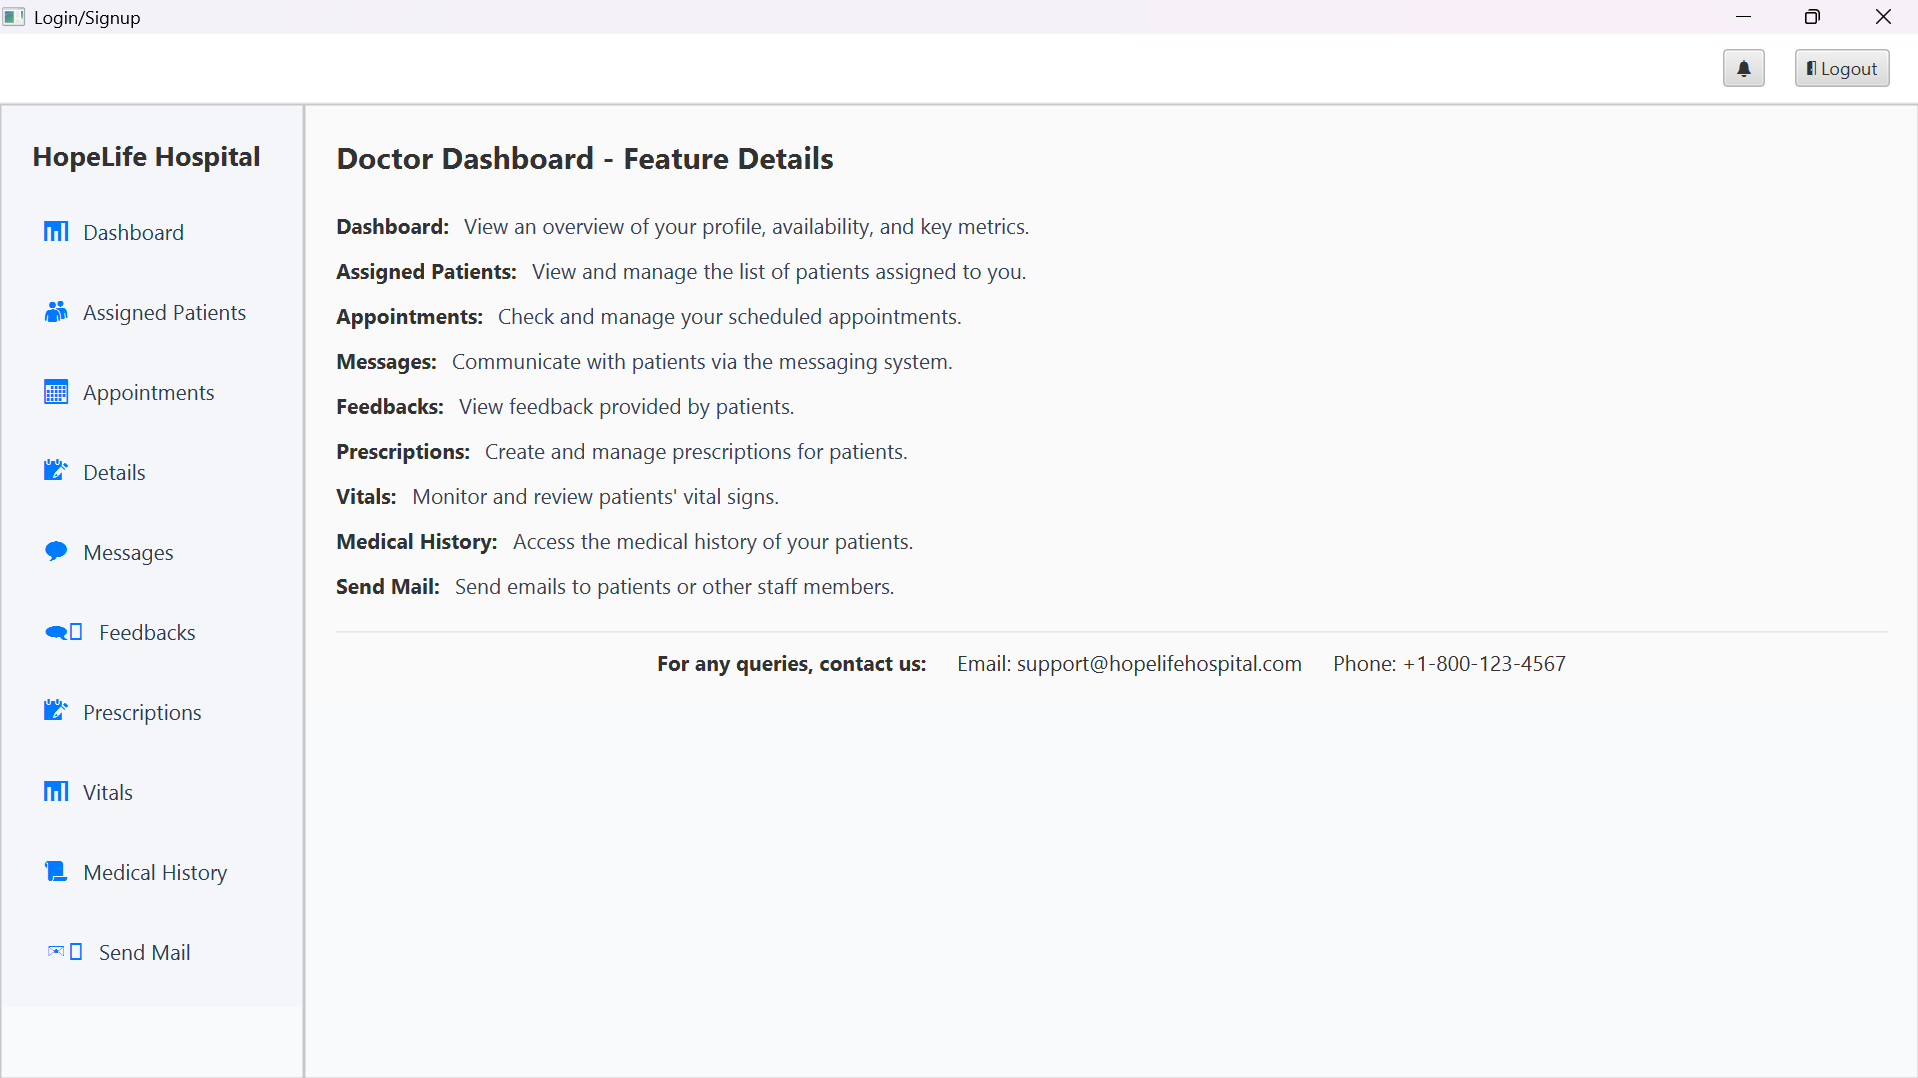 Login/Signup
Logout
HopeLife Hospital
Dashboard
Assigned Patients
Appointments
Details
Messages
Feedbacks
Prescriptions
Vitals
Medical History
Send Mail
Doctor Dashboard - Feature Details
Dashboard: View an overview of your profile, availability, and key metrics.
Assigned Patients: View and manage the list of patients assigned to you.
Appointments: Check and manage your scheduled appointments.
Messages: Communicate with patients via the messaging system.
Feedbacks: View feedback provided by patients.
Prescriptions: Create and manage prescriptions for patients.
Vitals: Monitor and review patients' vital signs.
Medical History: Access the medical history of your patients.
Send Mail: Send emails to patients or other staff members.
For any queries, contact us: Email: support@hopelifehospital.com Phone: +1-800-123-4567